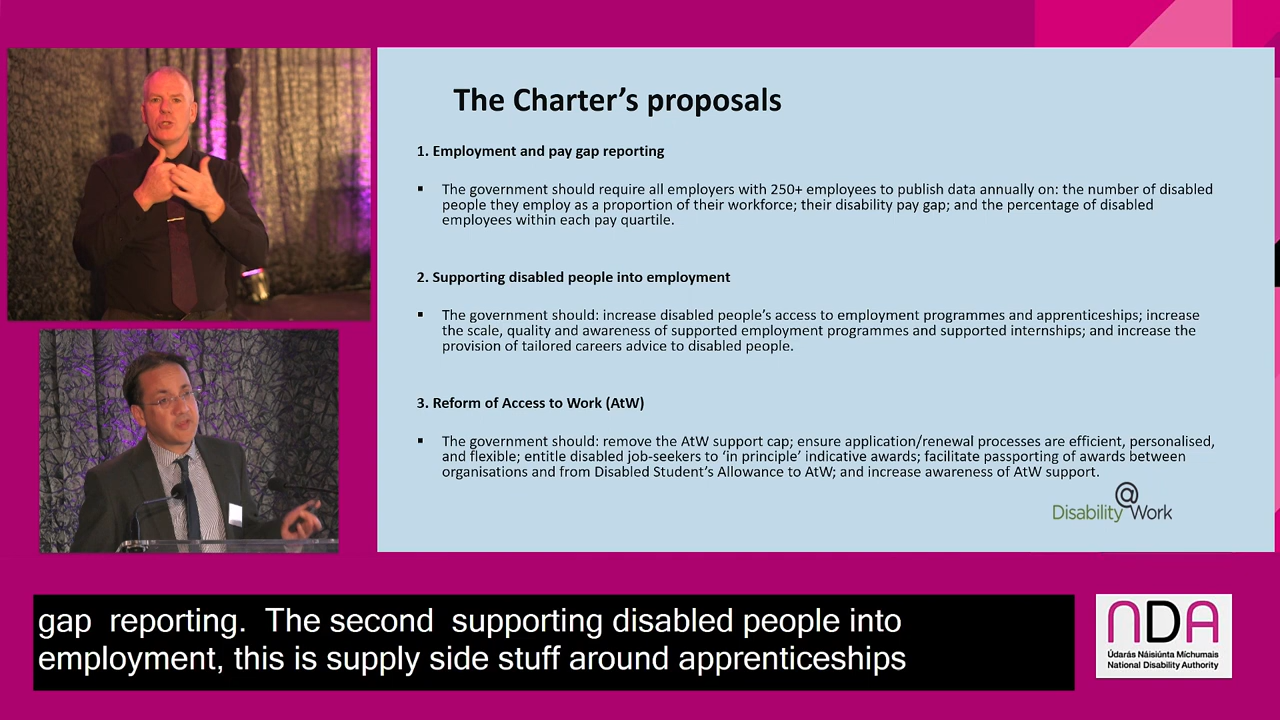 The Charter's proposals
1. Employment and pay gap reporting
▪ The government should require all employers with 250+ employees to publish data annually on: the number of disabled
people they employ as a proportion of their workforce; their disability pay gap; and the percentage of disabled
employees within each pay quartile.
2. Supporting disabled people into employment
▪ The government should: increase disabled people's access to employment programmes and apprenticeships; increase
the scale, quality and awareness of supported employment programmes and supported internships; and increase the
provision of tailored careers advice to disabled people.
3. Reform of Access to Work (AtW)
▪ The government should: remove the AtW support cap; ensure application/renewal processes are efficient, personalised,
and flexible; entitle disabled job-seekers to 'in principle' indicative awards; facilitate passporting of awards between
organisations and from Disabled Student's Allowance to AtW; and increase awareness of AtW support.
Disability@Work
gap reporting. The second supporting disabled people into
employment, this is supply side stuff around apprenticeships
NDA
Údarás Náisiúnta Míchumais
National Disability Authority